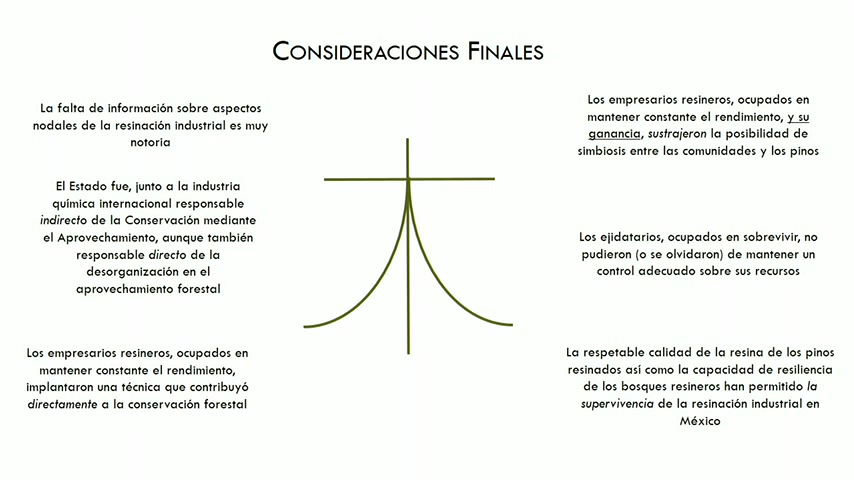 CONSIDERACIONES FINALES
La falta de información sobre aspectos
nodales de la resinación industrial es muy
notoria
El Estado fue, junto a la industria
química internacional responsable
indirecto de la Conservación mediante
el Aprovechamiento, aunque también
responsable directo de la
desorganización en el
aprovechamiento forestal
Los empresarios resineros, ocupados en
mantener constante el rendimiento,
implantaron una técnica que contribuyó
directamente a la conservación forestal
Los empresarios resineros, ocupados en
mantener constante el rendimiento, y su
ganancia, sustrajeron la posibilidad de
simbiosis entre las comunidades y los pinos
Los ejidatarios, ocupados en sobrevivir, no
pudieron (o se olvidaron) de mantener un
control adecuado sobre sus recursos
La respetable calidad de la resina de los pinos
resinados así como la capacidad de resiliencia
de los bosques resineros han permitido la
supervivencia de la resinación industrial en
México